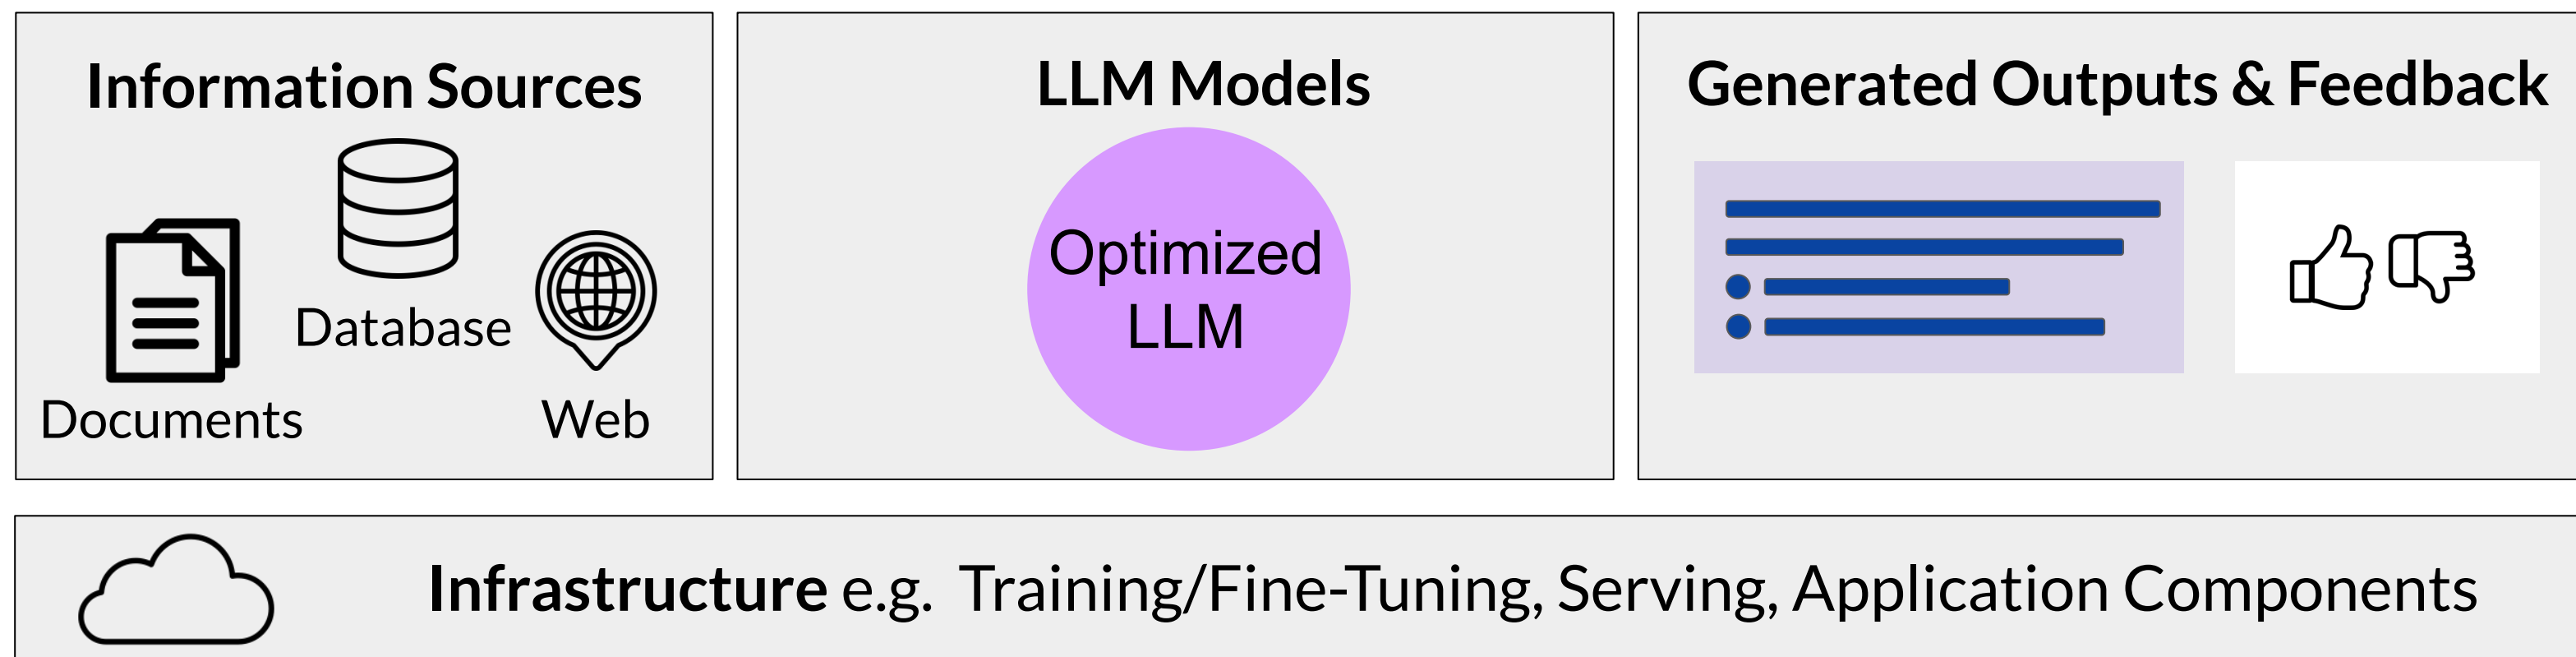 Information Sources
Database
Documents
Web
LLM Models
Optimized
LLM
Generated Outputs & Feedback
Infrastructure e.g. Training/Fine-Tuning, Serving, Application Components